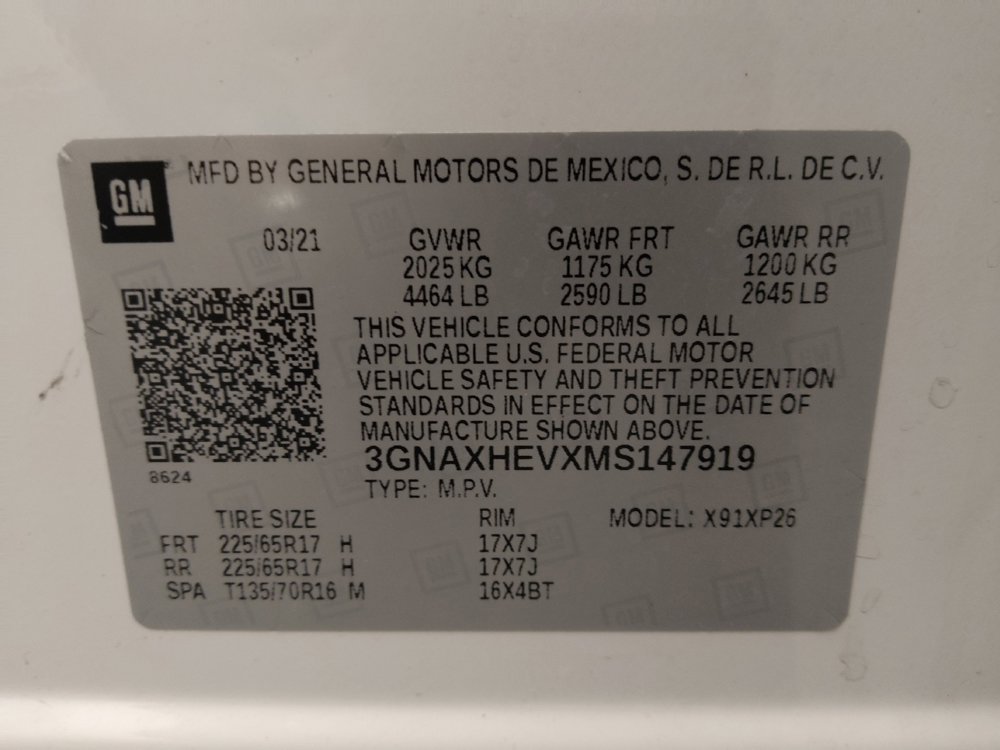 GM MFD BY GENERAL MOTORS DE MEXICO, S. DE R.L. DE C.V.
03/21 GVWR GAWR FRT GAWR RR
2025 KG 1175 KG 1200 KG
4464 LB 2590 LB 2645 LB
THIS VEHICLE CONFORMS TO ALL
APPLICABLE U.S. FEDERAL MOTOR
VEHICLE SAFETY AND THEFT PREVENTION
STANDARDS IN EFFECT ON THE DATE OF
MANUFACTURE SHOWN ABOVE.
3GNAXHEVXMS147919
8624
TYPE: M.P.V.
TIRE SIZE RIM MODEL: X91XP26
FRT 225/65R17 H 17X7J
RR 225/65R17 H 17X7J
SPA T135/70R16 M 16X4BT